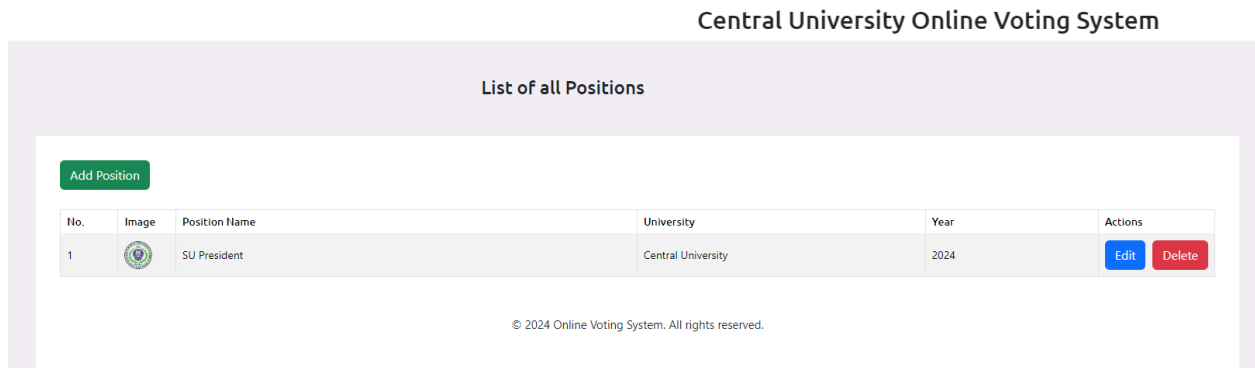 Central University Online Voting System
List of all Positions
Add Position
No. Image Position Name University Year Actions
1 SU President Central University 2024 Edit Delete
© 2024 Online Voting System. All rights reserved.